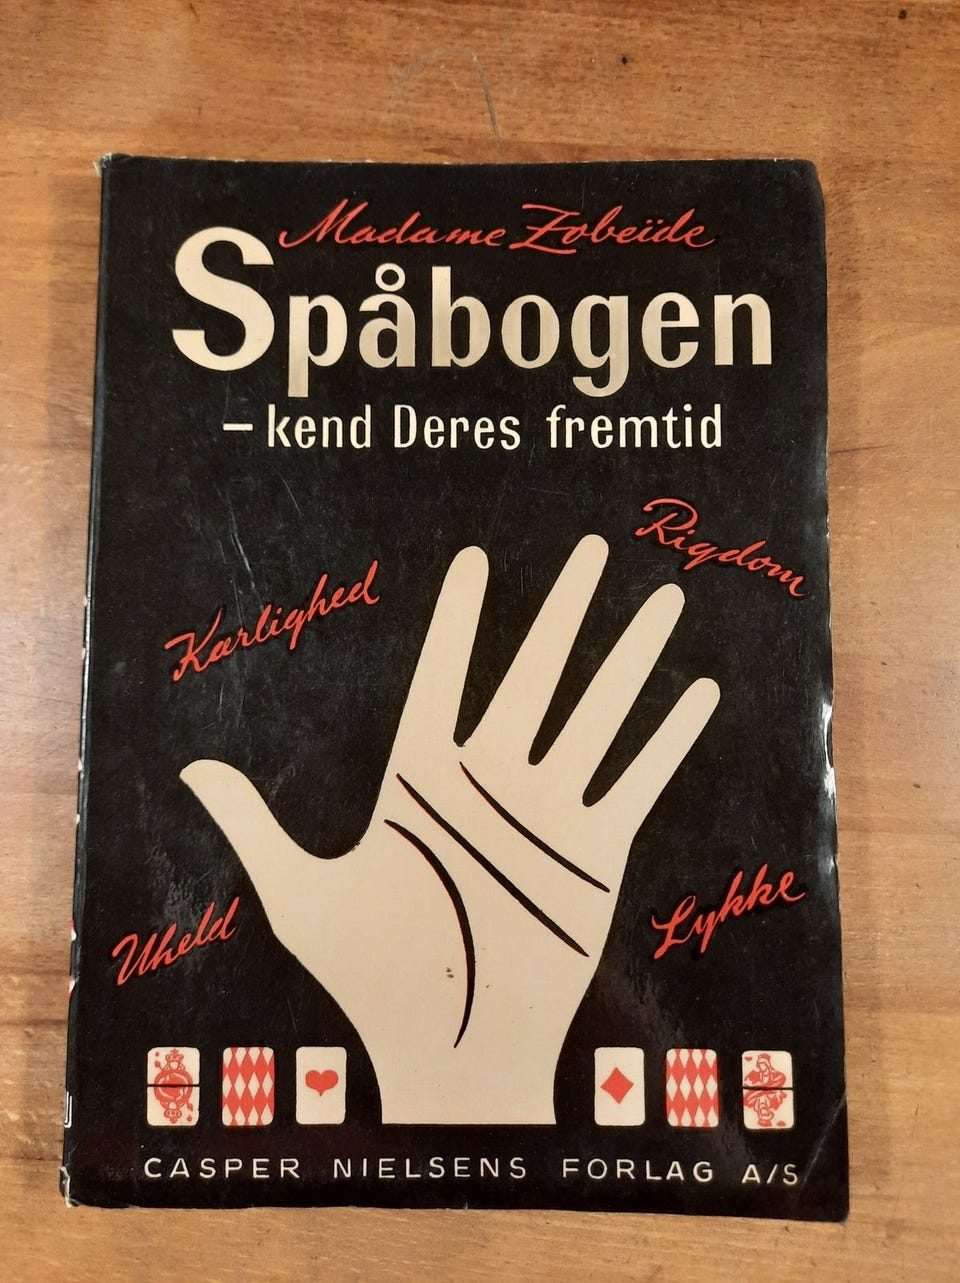 Madame Zobeïde
Spåbogen
– kend Deres fremtid
Rigdom
Kærlighed
Lykke
Uheld
CASPER NIELSENS FORLAG A/S